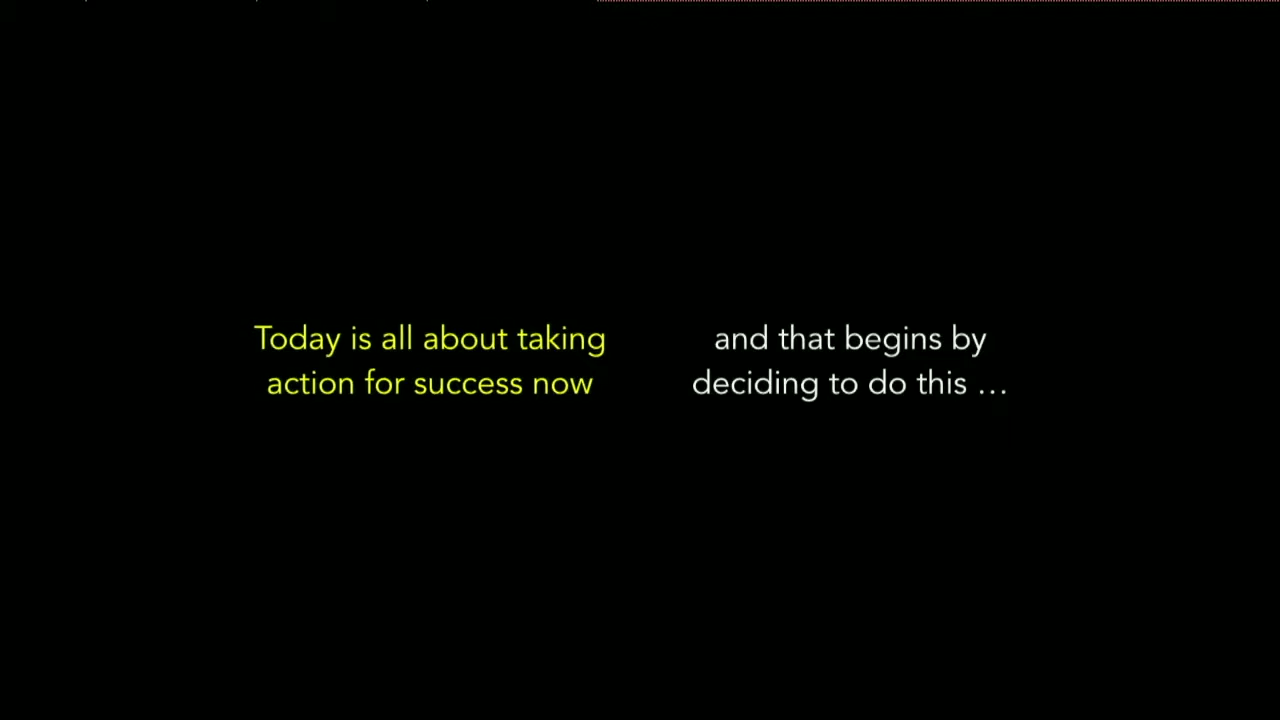 Today is all about taking
action for success now
and that begins by
deciding to do this …